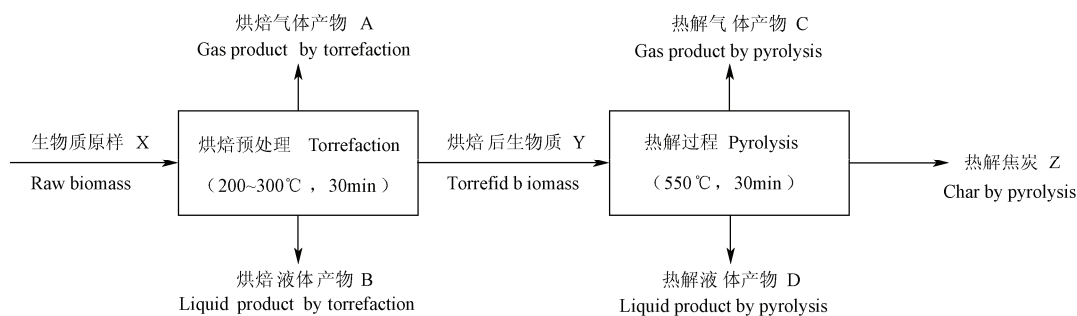 烘焙气体产物 A
Gas product by torrefaction
热解气体产物 C
Gas product by pyrolysis
生物质原样 X
Raw biomass
烘焙预处理 Torrefaction
（200~300℃，30min）
烘焙后生物质 Y
Torrefid b iomass
热解过程 Pyrolysis
（550℃，30min）
热解焦炭 Z
Char by pyrolysis
烘焙液体产物 B
Liquid product by torrefaction
热解液体产物 D
Liquid product by pyrolysis